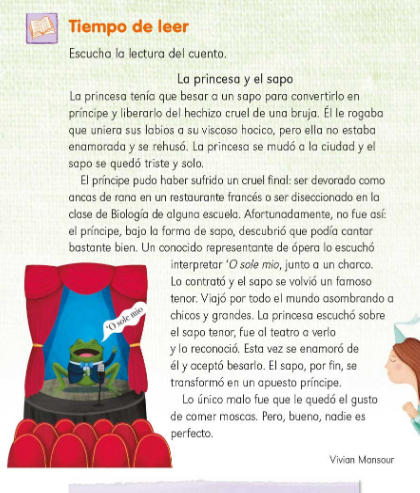 Tiempo de leer
Escucha la lectura del cuento.
La princesa y el sapo
La princesa tenía que besar a un sapo para convertirlo en
príncipe y liberarlo del hechizo cruel de una bruja. Él le rogaba
que uniera sus labios a su viscoso hocico, pero ella no estaba
enamorada y se rehusó. La princesa se mudó a la ciudad y el
sapo se quedó triste y solo.
El príncipe pudo haber sufrido un cruel final: ser devorado como
ancas de rana en un restaurante francés o ser diseccionado en la
clase de Biología de alguna escuela. Afortunadamente, no fue así:
el príncipe, bajo la forma de sapo, descubrió que podía cantar
bastante bien. Un conocido representante de ópera lo escuchó
interpretar ‘O sole mio, junto a un charco.
Lo contrató y el sapo se volvió un famoso
tenor. Viajó por todo el mundo asombrando a
chicos y grandes. La princesa escuchó sobre
el sapo tenor, fue al teatro a verlo
y lo reconoció. Esta vez se enamoró de
él y aceptó besarlo. El sapo, por fin, se
transformó en un apuesto príncipe.
Lo único malo fue que le quedó el gusto
de comer moscas. Pero, bueno, nadie es
perfecto.
‘O sole mio
Vivian Mansour